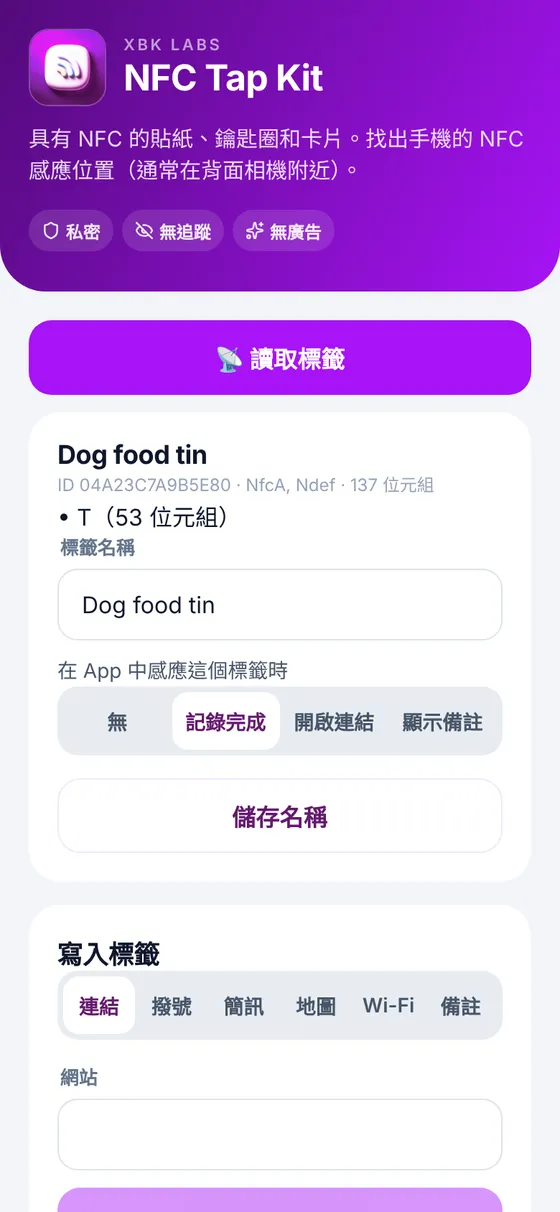 XBK LABS
NFC Tap Kit
具有 NFC 的貼紙、鑰匙圈和卡片。找出手機的 NFC
感應位置（通常在背面相機附近）。
私密
無追蹤
無廣告
讀取標籤
Dog food tin
ID 04A23C7A9B5E80 · NfcA, Ndef · 137 位元組
• T（53 位元組）
標籤名稱
Dog food tin
在 App 中感應這個標籤時
無
記錄完成
開啟連結
顯示備註
儲存名稱
寫入標籤
連結
撥號
簡訊
地圖
Wi-Fi
備註
網站